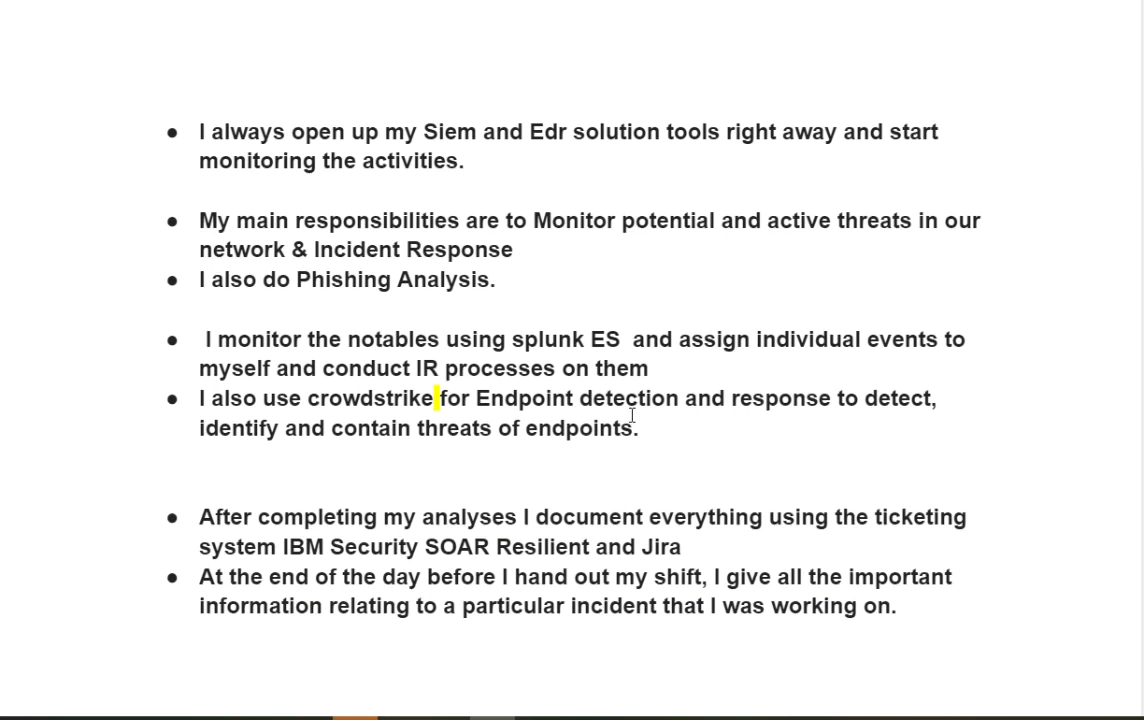 ● I always open up my Siem and Edr solution tools right away and start
monitoring the activities.
● My main responsibilities are to Monitor potential and active threats in our
network & Incident Response
● I also do Phishing Analysis.
● I monitor the notables using splunk ES  and assign individual events to
myself and conduct IR processes on them
● I also use crowdstrike for Endpoint detection and response to detect,
identify and contain threats of endpoints.
● After completing my analyses I document everything using the ticketing
system IBM Security SOAR Resilient and Jira
● At the end of the day before I hand out my shift, I give all the important
information relating to a particular incident that I was working on.